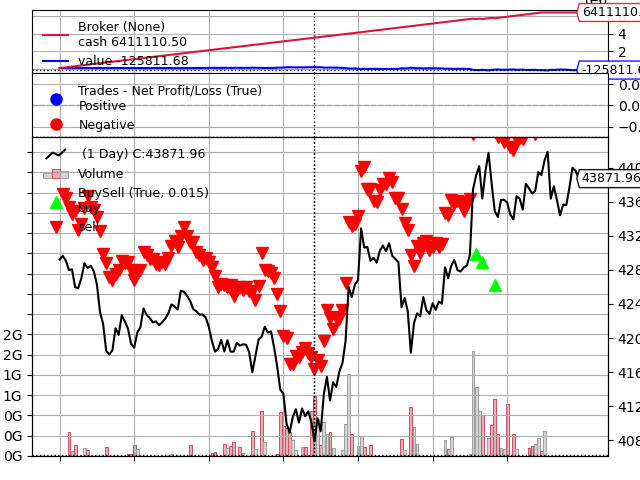 Broker (None)
cash 6411110.50
value 125811.68
6411110.
4
2
-125811.6
Trades - Net Profit/Loss (True)
Positive
Negative
0.0
0.0
−0.
(1 Day) C:43871.96
Volume
BuySell (True, 0.015)
buy
sell
440
43871.96
436
432
428
424
420
416
412
408
2G
2G
1G
1G
0G
0G
0G